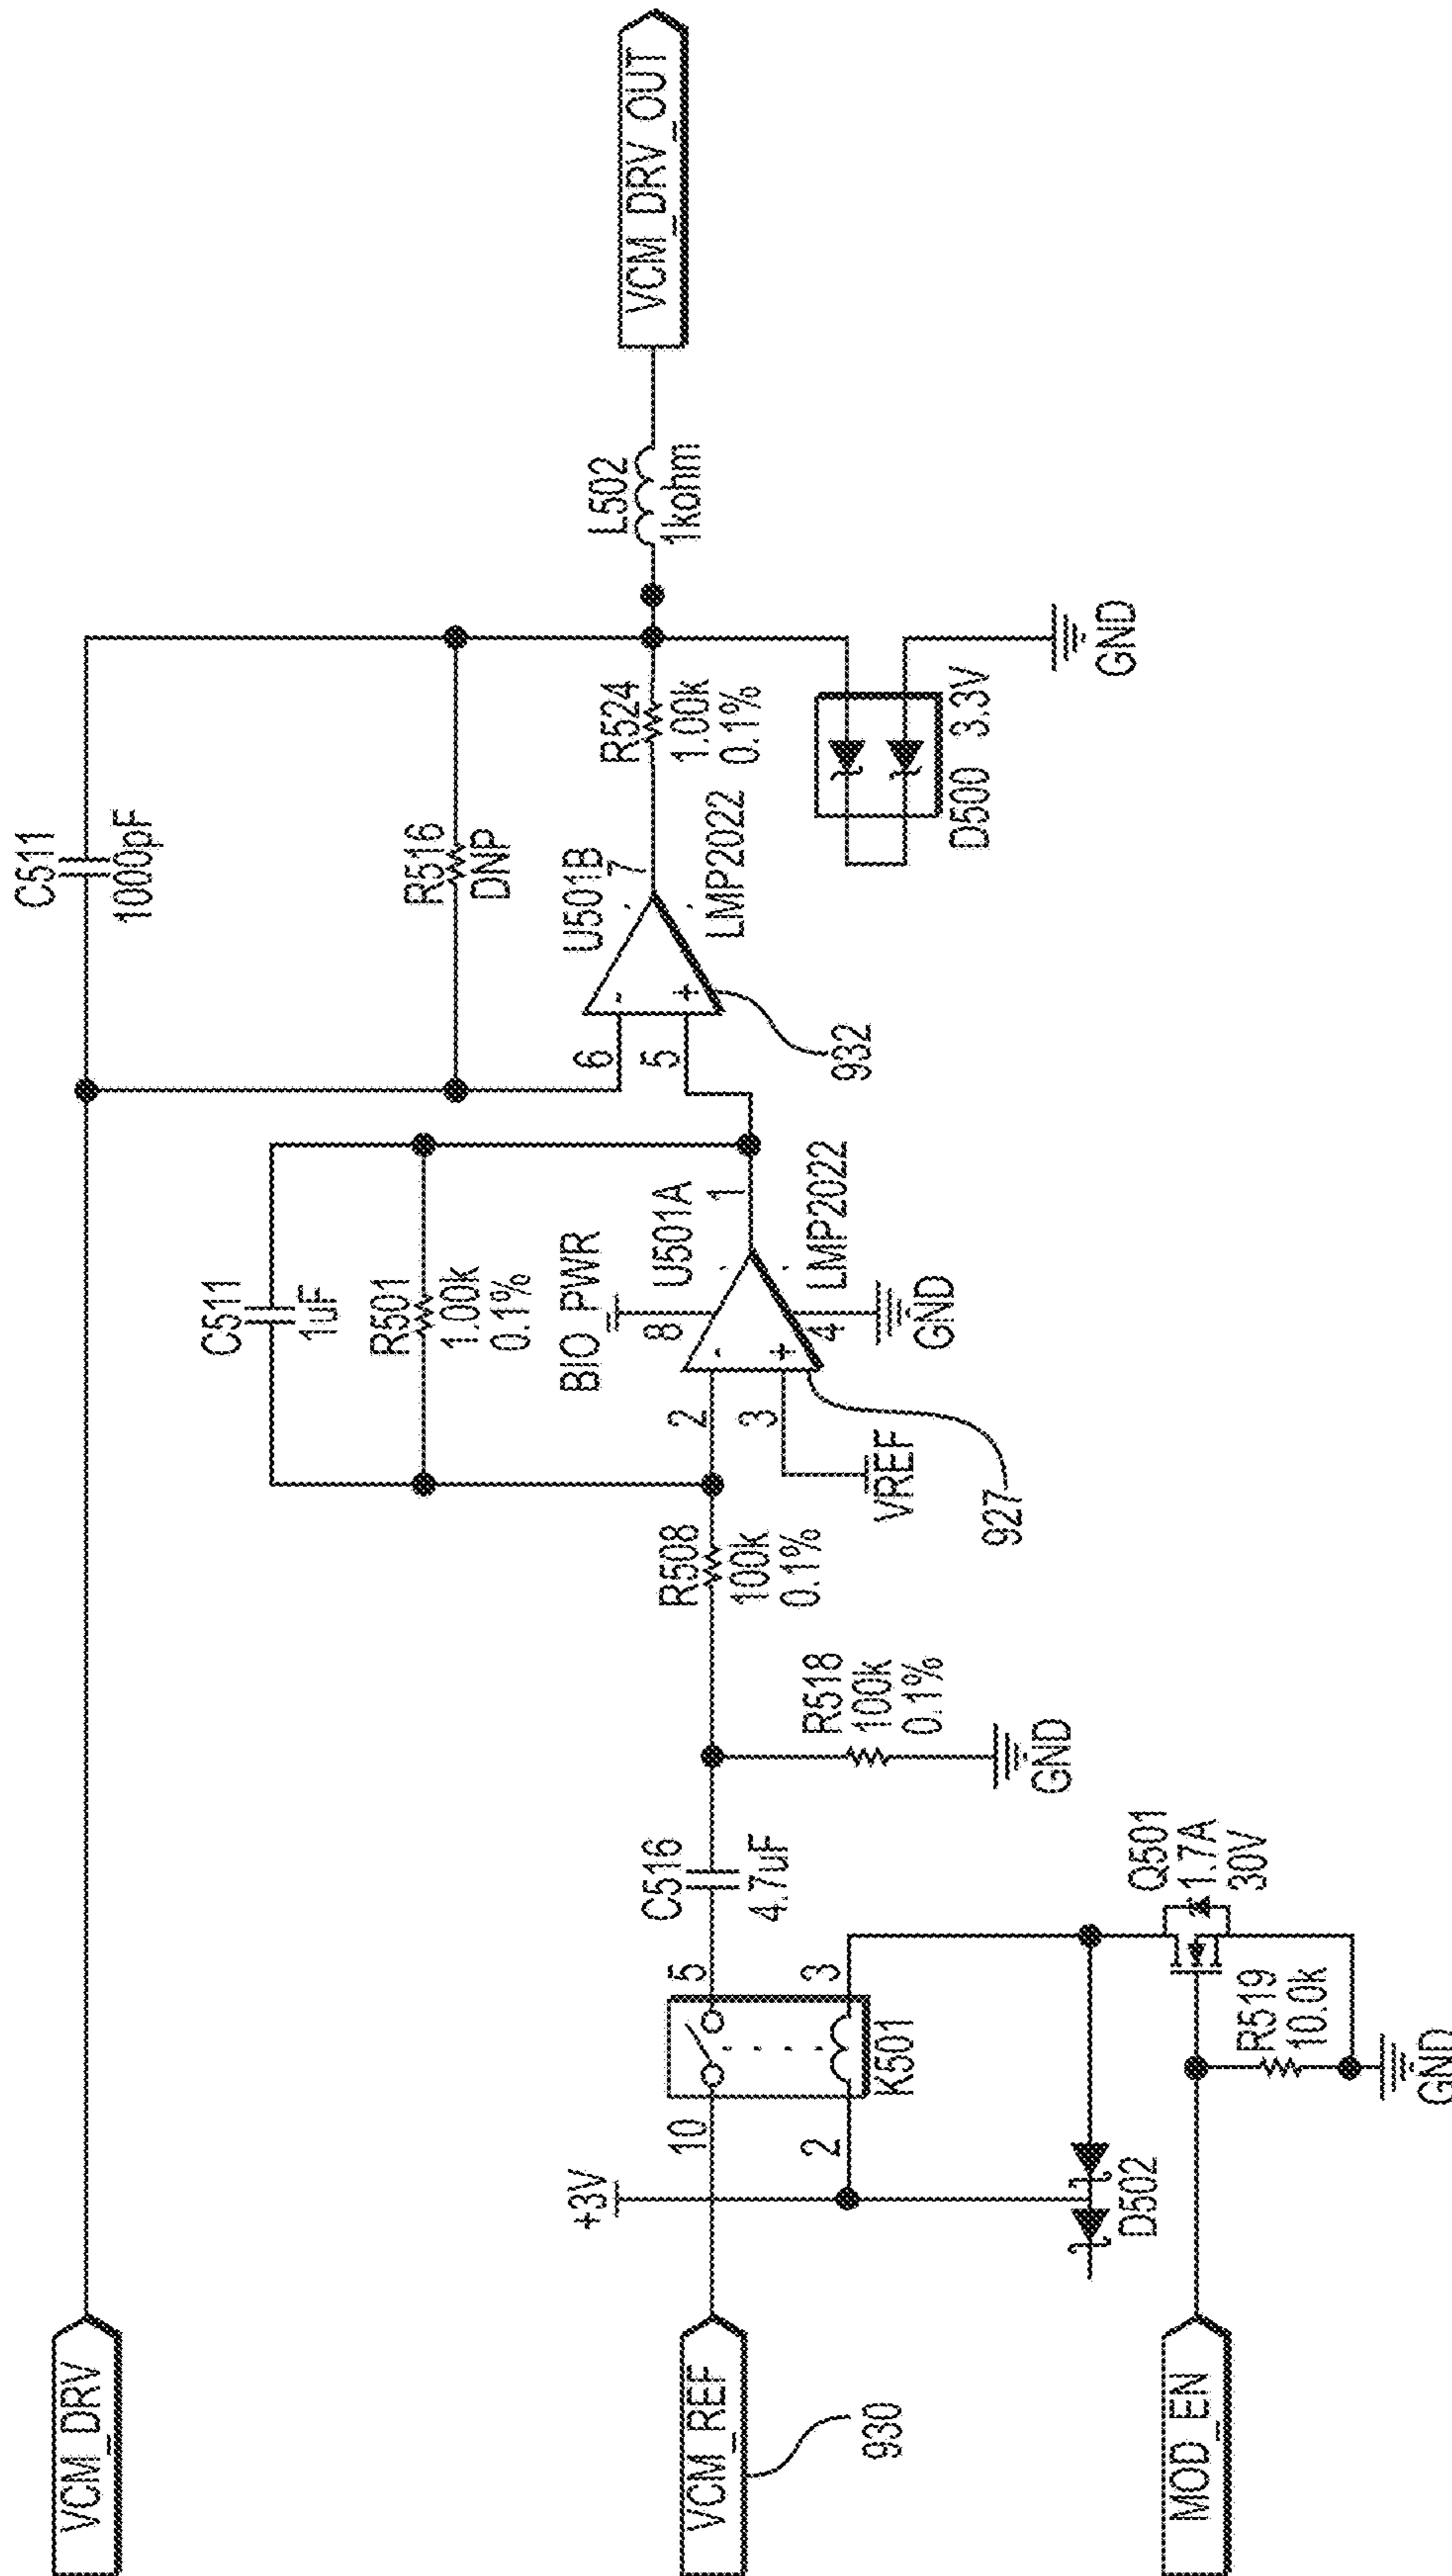 VCM_DRV
VCM_REF
930
MOD_EN
+3V
10
5
2
3
K501
D502
R519
10.0k
GND
Q501
1.7A
30V
C516
4.7uF
R518
100k
0.1%
GND
R508
100k
0.1%
C511
1uF
R501
1.00k
0.1%
BIO PWR
8
2
-
3
+
VREF
927
4
GND
U501A
1
LMP2022
C511
1000pF
R516
DNP
6
-
5
+
932
U501B
7
LMP2022
R524
1.00k
0.1%
D500 3.3V
GND
L502
1kohm
VCM_DRV_OUT